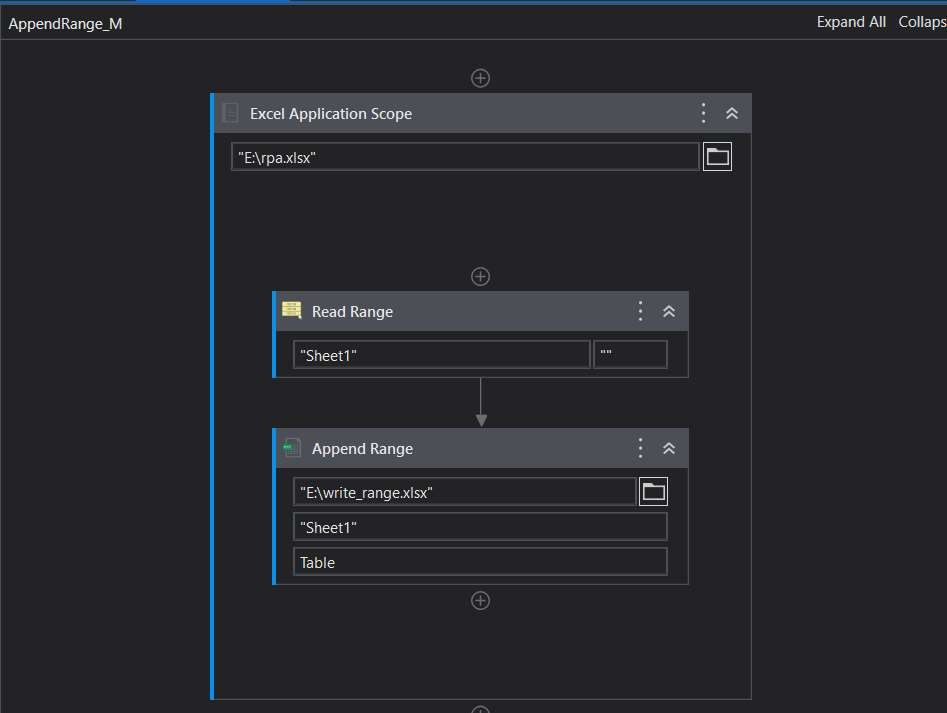 AppendRange_M
Expand All Collaps
Excel Application Scope
"E:\rpa.xlsx"
Read Range
"Sheet1" ""
Append Range
"E:\write_range.xlsx"
"Sheet1"
Table